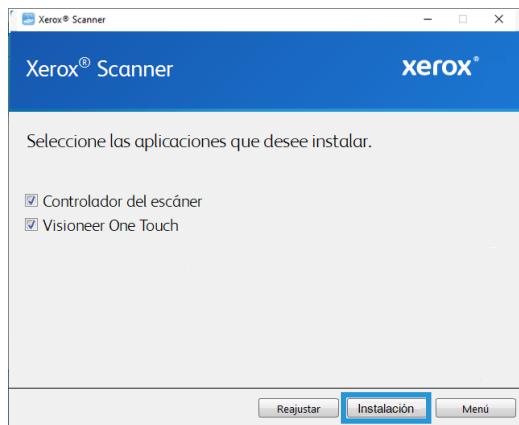 Xerox® Scanner
Xerox® Scanner
xerox®
Seleccione las aplicaciones que desee instalar.
Controlador del escáner
Visioneer One Touch
Reajustar Instalación Menú